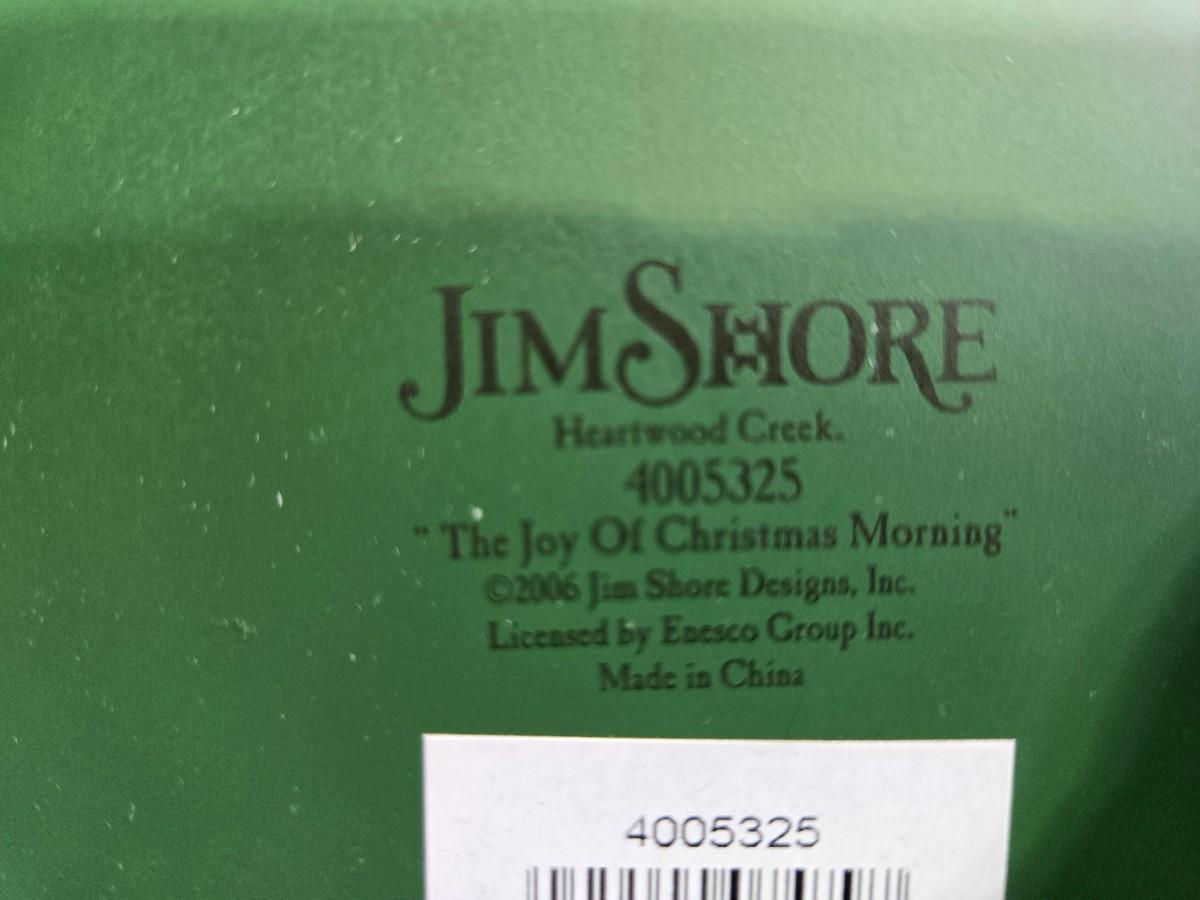 JIM SHORE
Heartwood Creek.
4005325
"The Joy Of Christmas Morning"
©2006 Jim Shore Designs, Inc.
Licensed by Enesco Group Inc.
Made in China
4005325